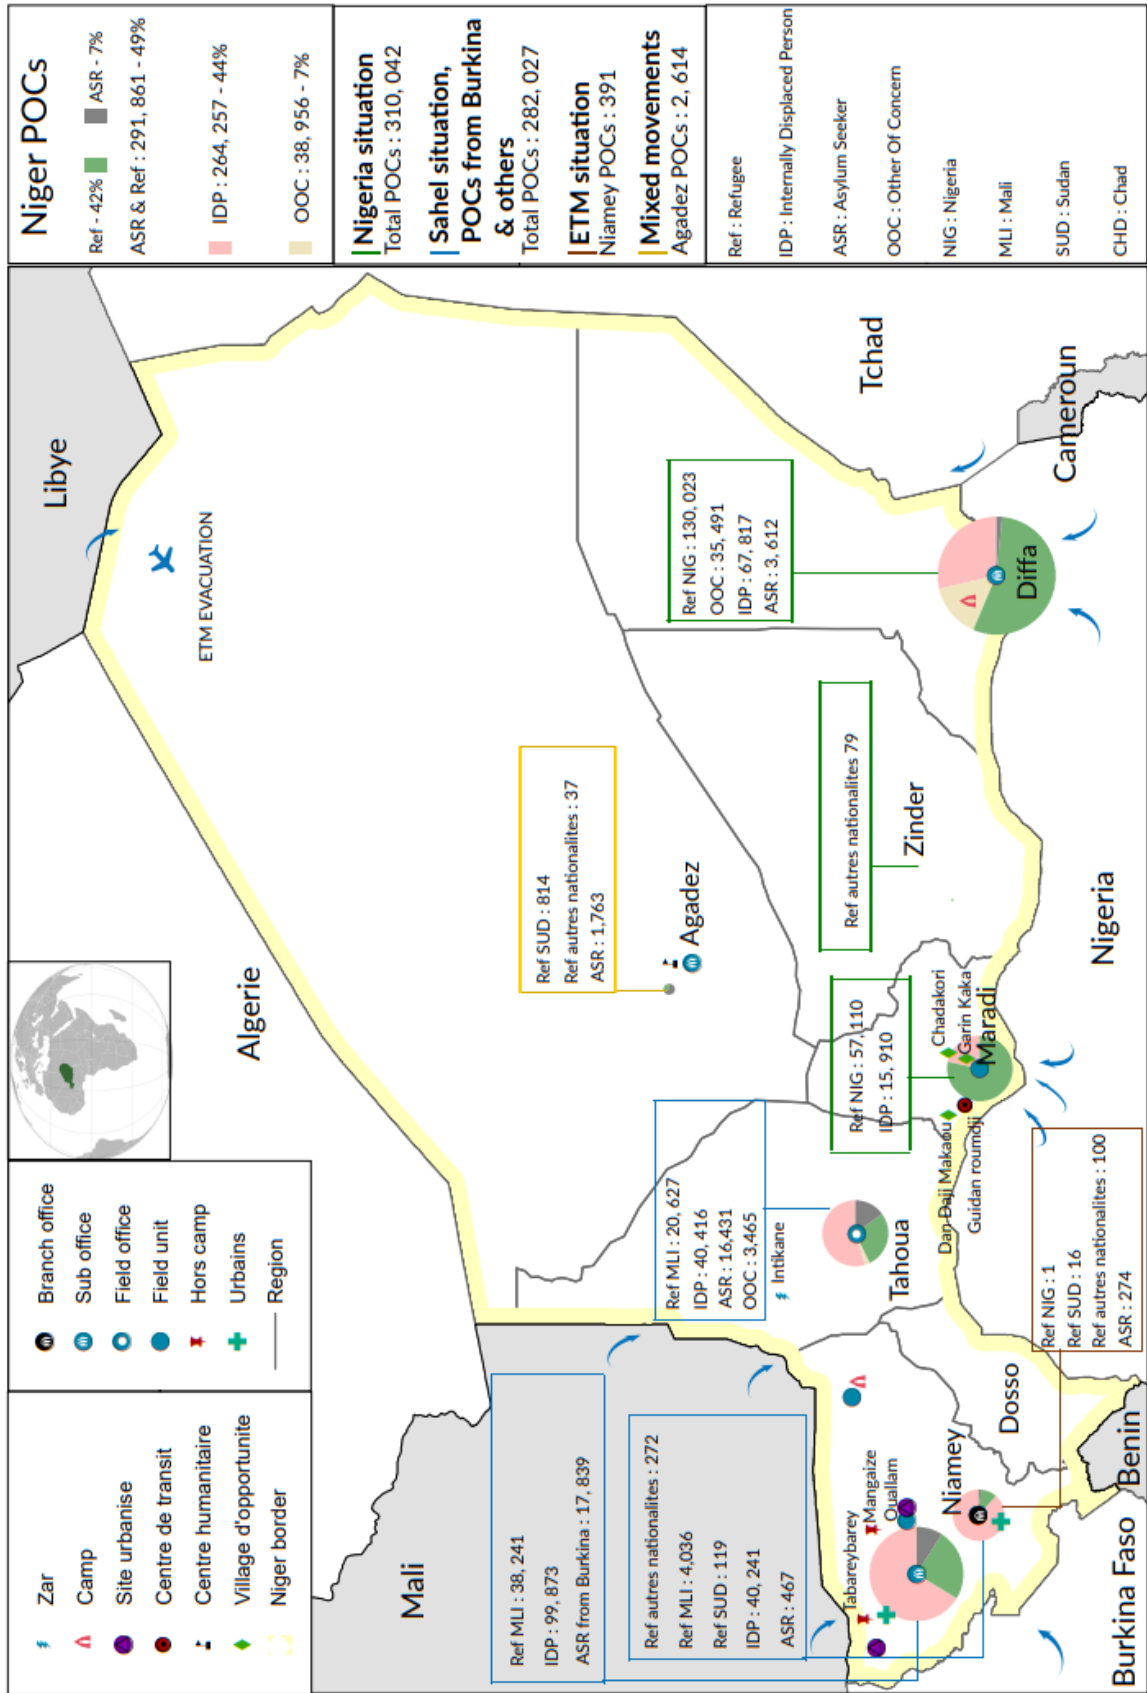 Zar
Camp
Site urbanise
Centre de transit
Centre humanitaire
Village d'opportunite
Niger border
Branch office
Sub office
Field office
Field unit
Hors camp
Urbains
Region
Niger POCs
Ref - 42% ASR - 7%
ASR & Ref : 291, 861 - 49%
IDP : 264, 257 - 44%
OOC : 38, 956 - 7%
Nigeria situation
Total POCs : 310, 042
Sahel situation,
POCs from Burkina
& others
Total POCs : 282, 027
ETM situation
Niamey POCs : 391
Mixed movements
Agadez POCs : 2, 614
Ref : Refugee
IDP : Internally Displaced Person
ASR : Asylum Seeker
OOC : Other Of Concern
NIG : Nigeria
MLI : Mali
SUD : Sudan
CHD : Chad
Libye
Algerie
Mali
ETM EVACUATION
Tchad
Cameroun
Nigeria
Benin
Burkina Faso
Ref MLI : 38, 241
IDP : 99, 873
ASR from Burkina : 17, 839
Ref autres nationalites : 272
Ref MLI : 4,036
Ref SUD : 119
IDP : 40, 241
ASR : 467
Ref MLI : 20, 627
IDP : 40, 416
ASR : 16,431
OOC : 3,465
Intikane
Tahoua
Ref SUD : 814
Ref autres nationalites : 37
ASR : 1,763
Agadez
Ref NIG : 57, 110
IDP : 15, 910
Ref autres nationalites 79
Zinder
Ref NIG : 130, 023
OOC : 35, 491
IDP : 67, 817
ASR : 3, 612
Diffa
Chadakori
Garin Kaka
Maradi
Dan Daji Makaou
Guidan roumdji
Tabareybarey
Mangaize
Ouallam
Niamey
Dosso
Ref NIG : 1
Ref SUD : 16
Ref autres nationalites : 100
ASR : 274